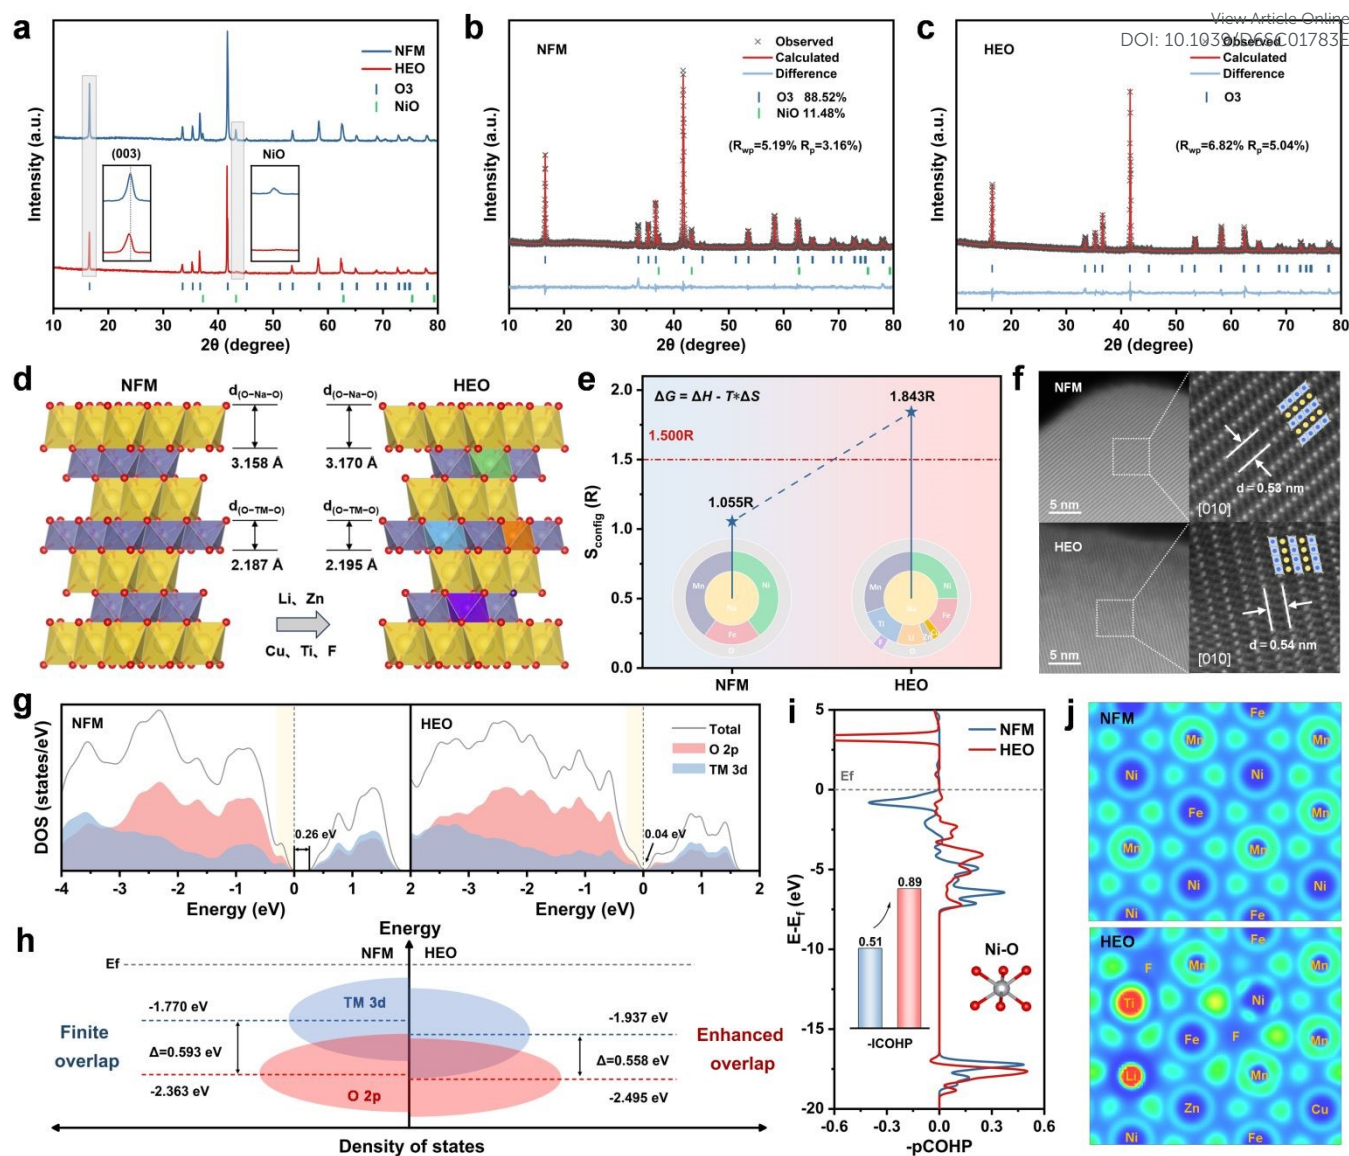 View Article Online
DOI: 10.1039/D6SC01783E
a
NFM
HEO
O3
NiO
(003)
NiO
Intensity (a.u.)
10 20 30 40 50 60 70 80
2θ (degree)
b
NFM
Observed
Calculated
Difference
O3 88.52%
NiO 11.48%
(Rwp=5.19% Rp=3.16%)
Intensity (a.u.)
10 20 30 40 50 60 70 80
2θ (degree)
c
HEO
Observed
Calculated
Difference
O3
(Rwp=6.82% Rp=5.04%)
Intensity (a.u.)
10 20 30 40 50 60 70 80
2θ (degree)
d
NFM
HEO
d(O−Na−O)
3.158 Å
d(O−TM−O)
2.187 Å
d(O−Na−O)
3.170 Å
d(O−TM−O)
2.195 Å
Li、Zn
Cu、Ti、F
e
ΔG = ΔH - T*ΔS
1.500R
1.055R
1.843R
Sconfig (R)
2.0
1.5
1.0
0.5
0.0
Mn
Ni
Na
Fe
O
Mn
Ni
Na
Ti
Fe
Li
Zn
F
O
NFM
HEO
f
NFM
5 nm
d = 0.53 nm
[010]
HEO
5 nm
d = 0.54 nm
[010]
g
NFM
HEO
Total
O 2p
TM 3d
0.26 eV
0.04 eV
DOS (states/eV)
-4 -3 -2 -1 0 1 2 -3 -2 -1 0 1 2
Energy (eV)
Energy (eV)
h
Energy
NFM
HEO
Ef
TM 3d
O 2p
-1.770 eV
Δ=0.593 eV
-2.363 eV
-1.937 eV
Δ=0.558 eV
-2.495 eV
Finite
overlap
Enhanced
overlap
Density of states
i
NFM
HEO
Ef
E-Ef (eV)
5
0
-5
-10
-15
-20
0.51
0.89
-ICOHP
Ni-O
-0.6 -0.3 0.0 0.3 0.6
-pCOHP
j
NFM
Fe
Mn
Mn
Ni
Ni
Fe
Mn
Mn
Mn
Ni
Ni
Ni
Fe
HEO
Fe
F
Mn
Mn
Ti
Ni
Fe
F
Mn
Li
Mn
Zn
Cu
Ni
Fe